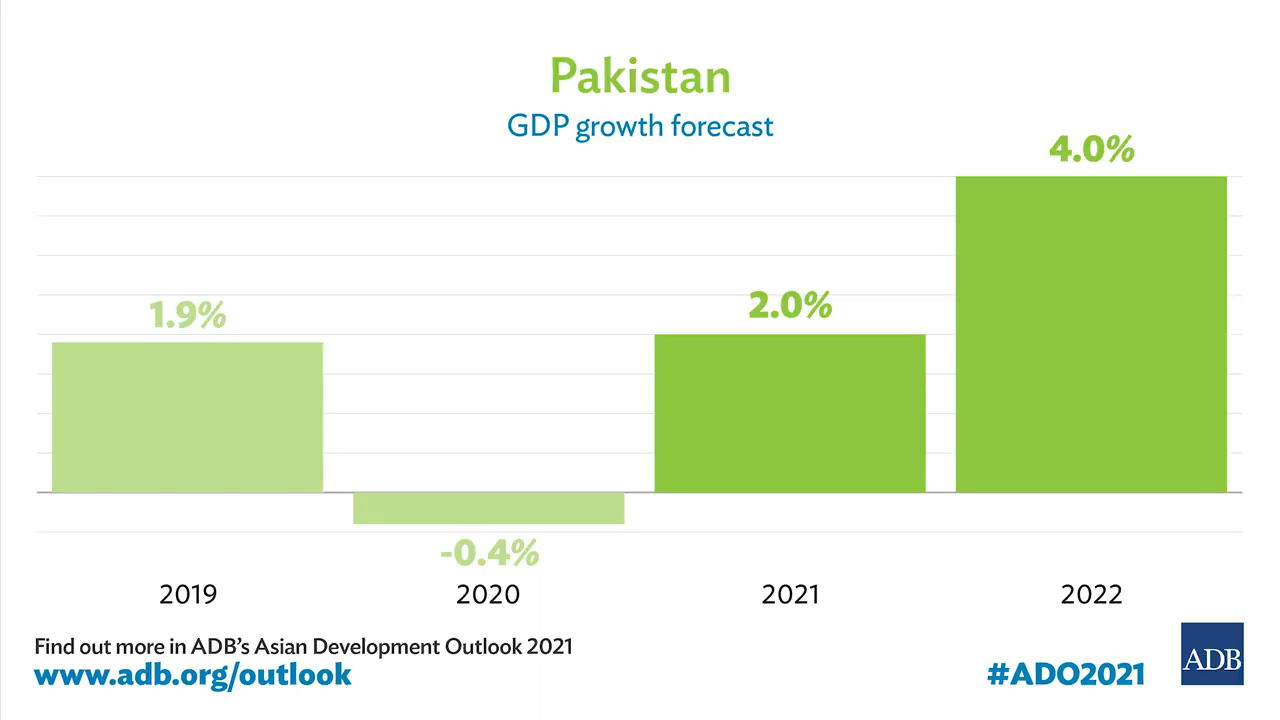 Pakistan
GDP growth forecast
4.0%
1.9%
2.0%
-0.4%
2019 2020 2021 2022
Find out more in ADB's Asian Development Outlook 2021
www.adb.org/outlook
#ADO2021
ADB